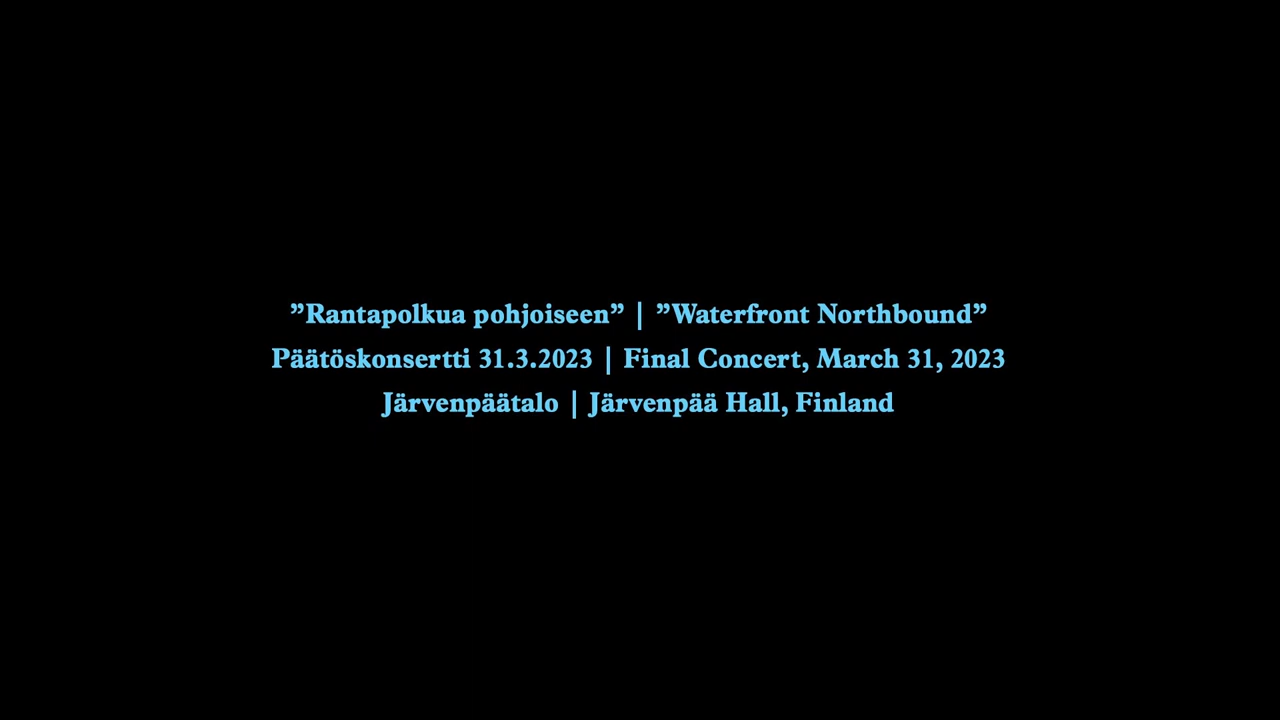 ”Rantapolkua pohjoiseen” | ”Waterfront Northbound”
Päätöskonsertti 31.3.2023 | Final Concert, March 31, 2023
Järvenpäätalo | Järvenpää Hall, Finland